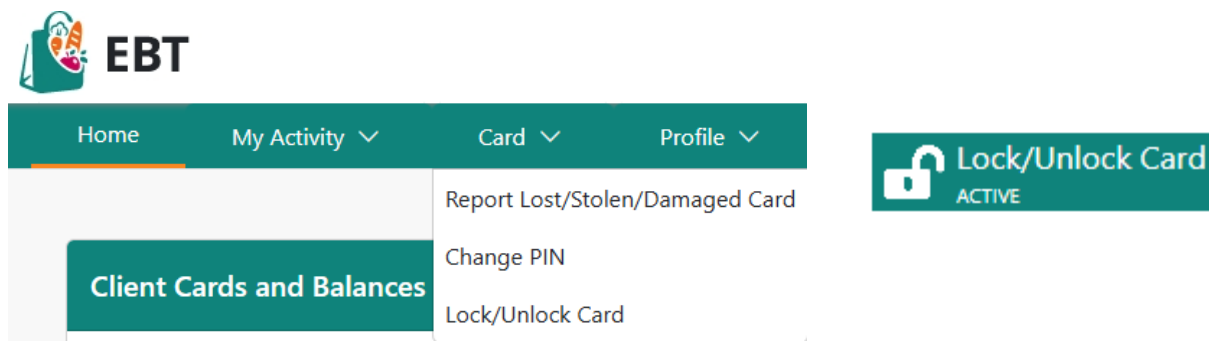 EBT
Home My Activity Card Profile
Report Lost/Stolen/Damaged Card
Change PIN
Lock/Unlock Card
Client Cards and Balances
Lock/Unlock Card
ACTIVE